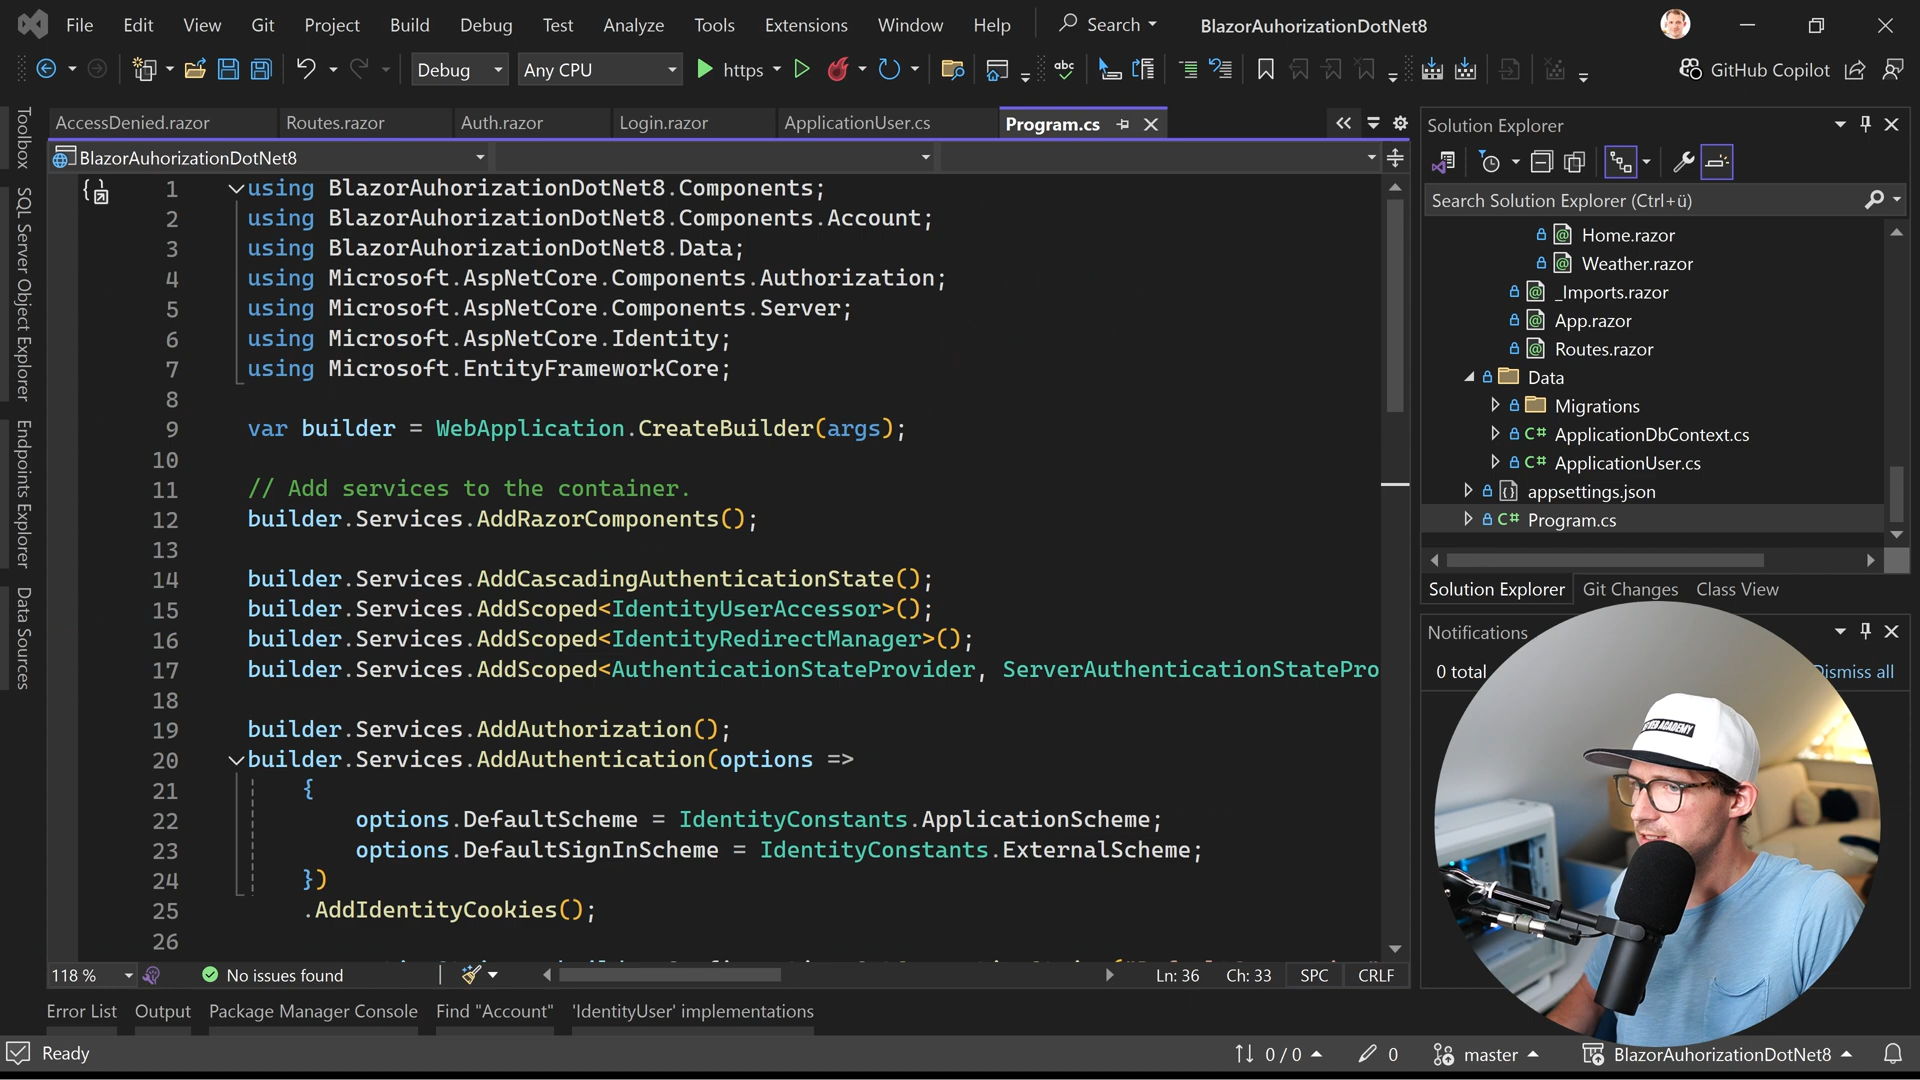 File Edit View Git Project Build Debug Test Analyze Tools Extensions Window Help Search BlazorAuhorizationDotNet8
Debug Any CPU https GitHub Copilot
AccessDenied.razor Routes.razor Auth.razor Login.razor ApplicationUser.cs Program.cs
BlazorAuhorizationDotNet8
1 using BlazorAuhorizationDotNet8.Components;
2 using BlazorAuhorizationDotNet8.Components.Account;
3 using BlazorAuhorizationDotNet8.Data;
4 using Microsoft.AspNetCore.Components.Authorization;
5 using Microsoft.AspNetCore.Components.Server;
6 using Microsoft.AspNetCore.Identity;
7 using Microsoft.EntityFrameworkCore;
8
9 var builder = WebApplication.CreateBuilder(args);
10
11 // Add services to the container.
12 builder.Services.AddRazorComponents();
13
14 builder.Services.AddCascadingAuthenticationState();
15 builder.Services.AddScoped<IdentityUserAccessor>();
16 builder.Services.AddScoped<IdentityRedirectManager>();
17 builder.Services.AddScoped<AuthenticationStateProvider, ServerAuthenticationStatePro
18
19 builder.Services.AddAuthorization();
20 builder.Services.AddAuthentication(options =>
21 {
22 options.DefaultScheme = IdentityConstants.ApplicationScheme;
23 options.DefaultSignInScheme = IdentityConstants.ExternalScheme;
24 })
25 .AddIdentityCookies();
26
118 % No issues found Ln: 36 Ch: 33 SPC CRLF
Error List Output Package Manager Console Find "Account" 'IdentityUser' implementations
Ready 0 / 0 0 master BlazorAuhorizationDotNet8
Toolbox
SQL Server Object Explorer
Endpoints Explorer
Data Sources
Solution Explorer
Search Solution Explorer (Ctrl+ü)
Home.razor
Weather.razor
_Imports.razor
App.razor
Routes.razor
Data
Migrations
C# ApplicationDbContext.cs
C# ApplicationUser.cs
appsettings.json
C# Program.cs
Solution Explorer Git Changes Class View
Notifications
0 total Dismiss all